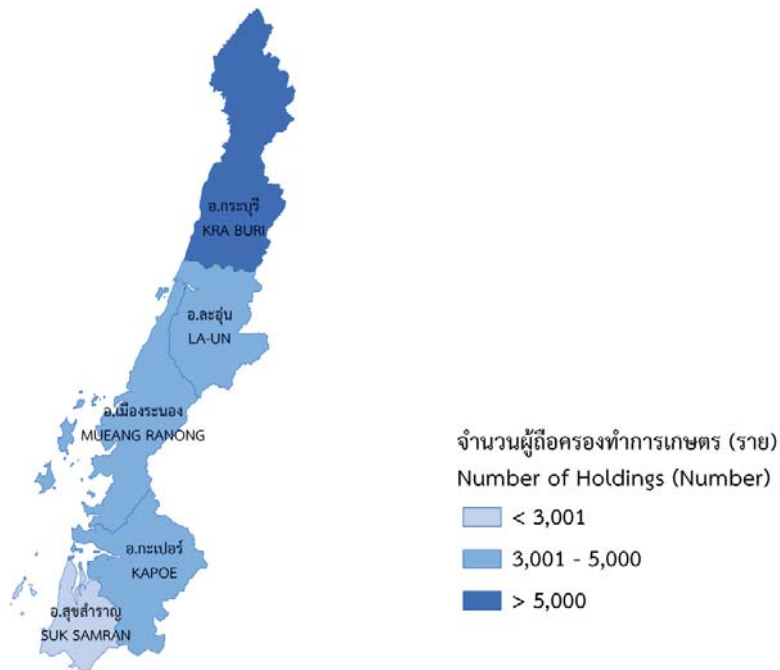 อ.กระบุรี
KRA BURI
อ.ละอุ่น
LA-UN
อ.เมืองระนอง
MUEANG RANONG
อ.กะเปอร์
KAPOE
อ.สุขสำราญ
SUK SAMRAN
จำนวนผู้ถือครองทำการเกษตร (ราย)
Number of Holdings (Number)
< 3,001
3,001 - 5,000
> 5,000